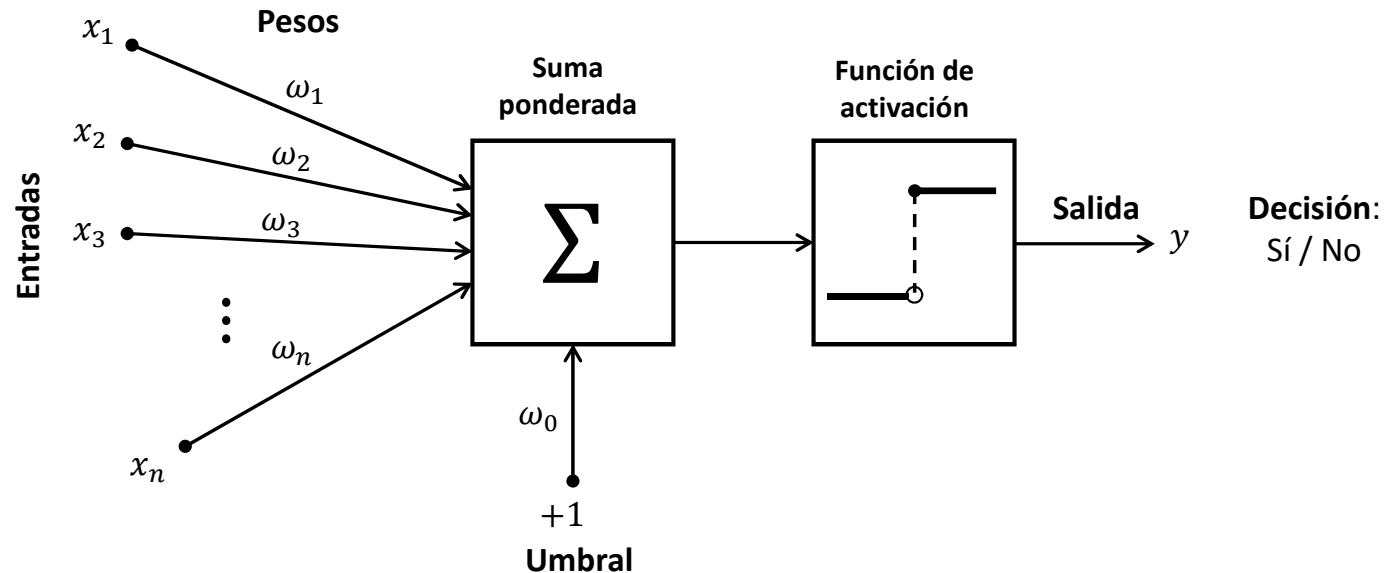 Entradas
x₁
x₂
x₃
xₙ
Pesos
ω₁
ω₂
ω₃
ωₙ
Suma
ponderada
Σ
ω₀
+1
Umbral
Función de
activación
Salida
y
Decisión:
Sí / No